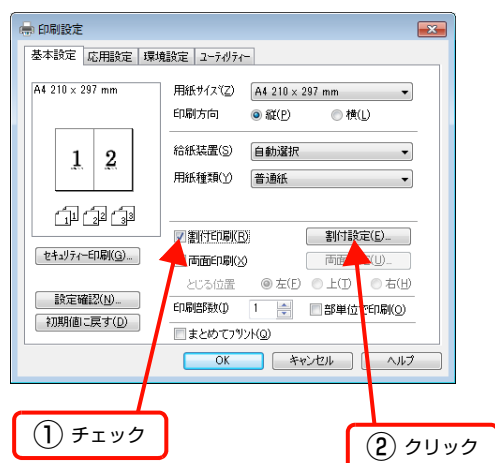 印刷設定
基本設定 応用設定 環境設定 ユーティリティー
A4 210 x 297 mm
1 2
1 1 2 2 3 3
セキュリティー印刷(G)...
設定確認(N)...
初期値に戻す(D)
用紙サイズ(Z) A4 210 x 297 mm
印刷方向 縦(P) 横(L)
給紙装置(S) 自動選択
用紙種類(Y) 普通紙
割付印刷(R) 割付設定(E)...
両面印刷(X) (U)...
とじる位置 左(F) 上(T) 右(H)
印刷部数(I) 1 部単位で印刷(O)
まとめてプリント(Q)
OK キャンセル ヘルプ
① チェック
② クリック